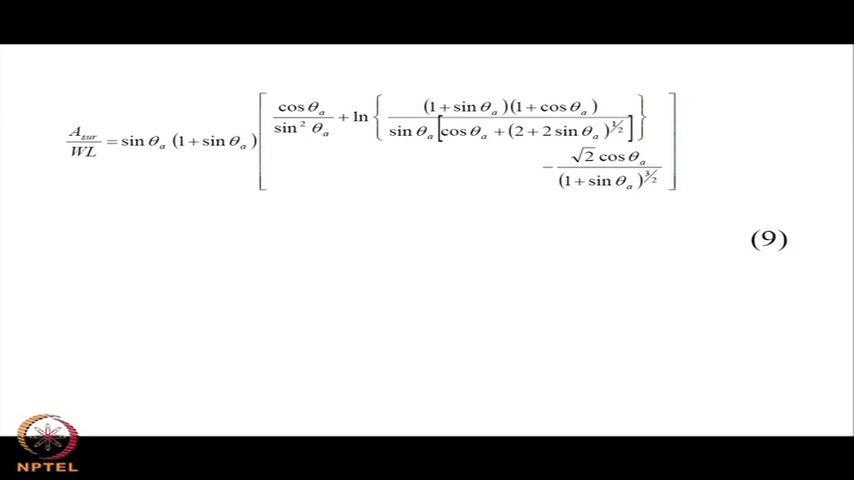 A_sur/WL = sin θ_a (1 + sin θ_a) [ cos θ_a / sin² θ_a + ln { (1 + sin θ_a)(1 + cos θ_a) / sin θ_a [cos θ_a + (2 + 2 sin θ_a)^1/2] }
− √2 cos θ_a / (1 + sin θ_a)^3/2 ]
(9)
NPTEL